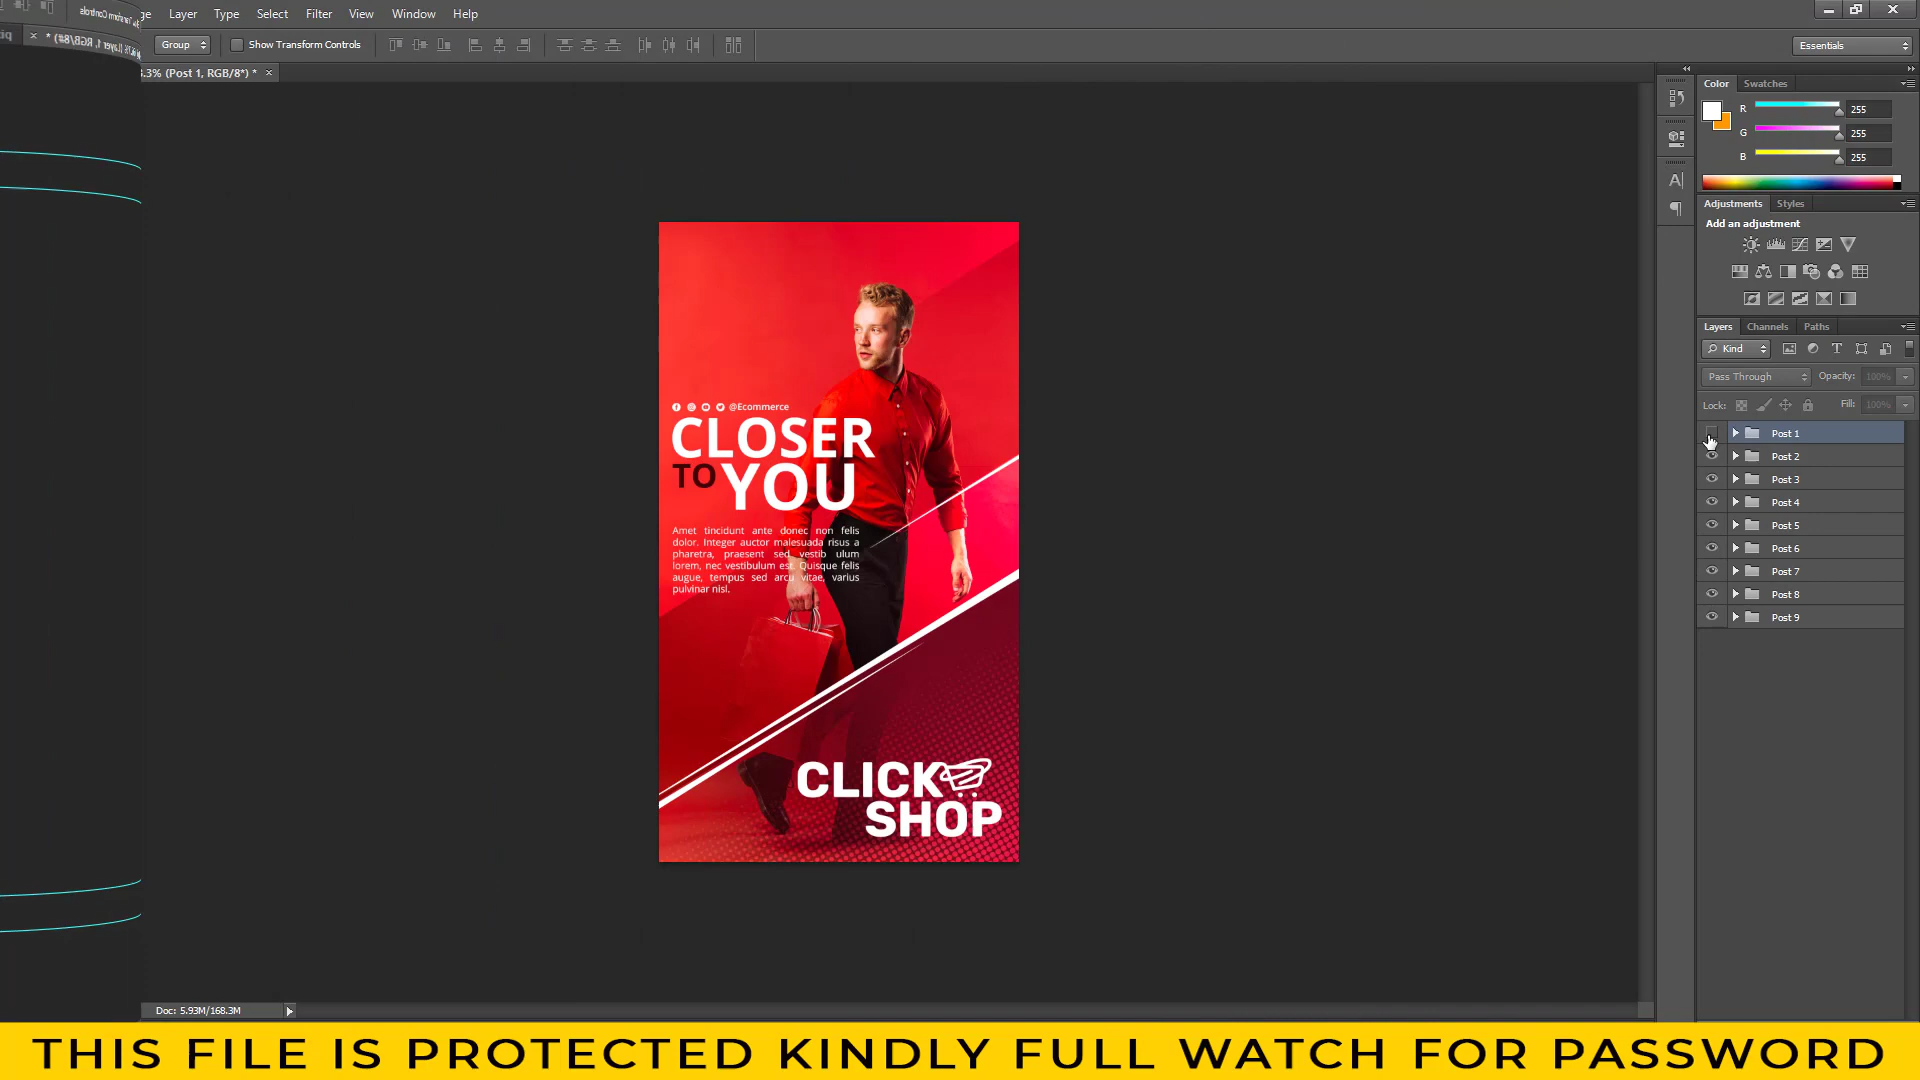 Layer Type Select Filter View Window Help
Group Show Transform Controls
Essentials
.3% (Post 1, RGB/8*) * ×
Color Swatches
R 255
G 255
B 255
Adjustments Styles
Add an adjustment
Layers Channels Paths
Kind
Pass Through Opacity: 100%
Lock: Fill: 100%
Post 1
Post 2
Post 3
Post 4
Post 5
Post 6
Post 7
Post 8
Post 9
@Ecommerce
CLOSER
TO YOU
Amet tincidunt ante donec non felis
dolor. Integer auctor malesuada risus a
pharetra, praesent sed vestib ulum
lorem, nec vestibulum est. Quisque felis
augue, tempus sed arcu vitae, varius
pulvinar nisl.
CLICK
SHOP
Doc: 5.93M/168.3M
THIS FILE IS PROTECTED KINDLY FULL WATCH FOR PASSWORD